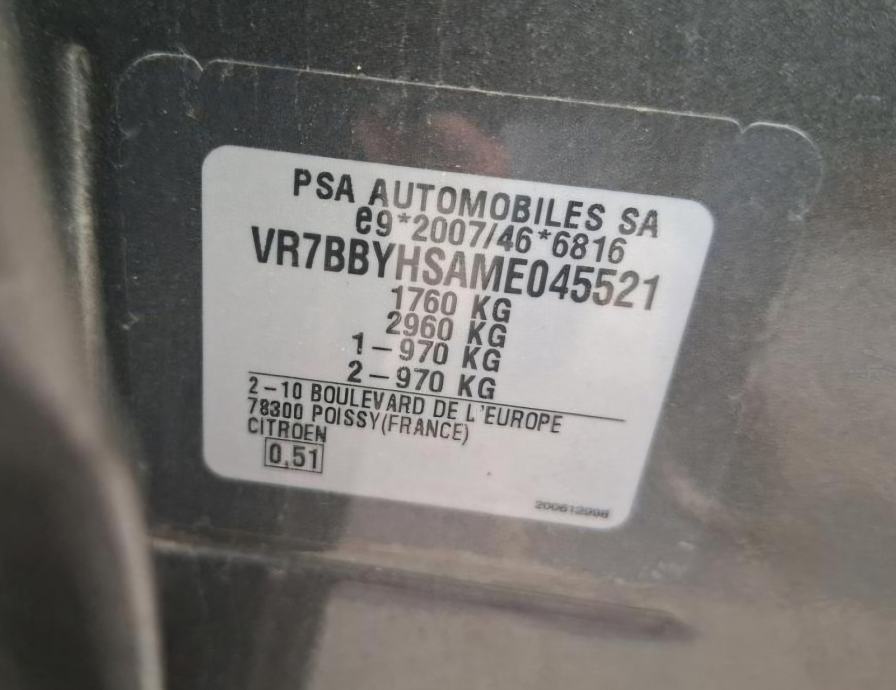 PSA AUTOMOBILES SA
e9*2007/46*6816
VR7BBYHSAME045521
1760 KG
2960 KG
1-970 KG
2-970 KG
2-10 BOULEVARD DE L'EUROPE
78300 POISSY(FRANCE)
CITROEN
0,51
200612998